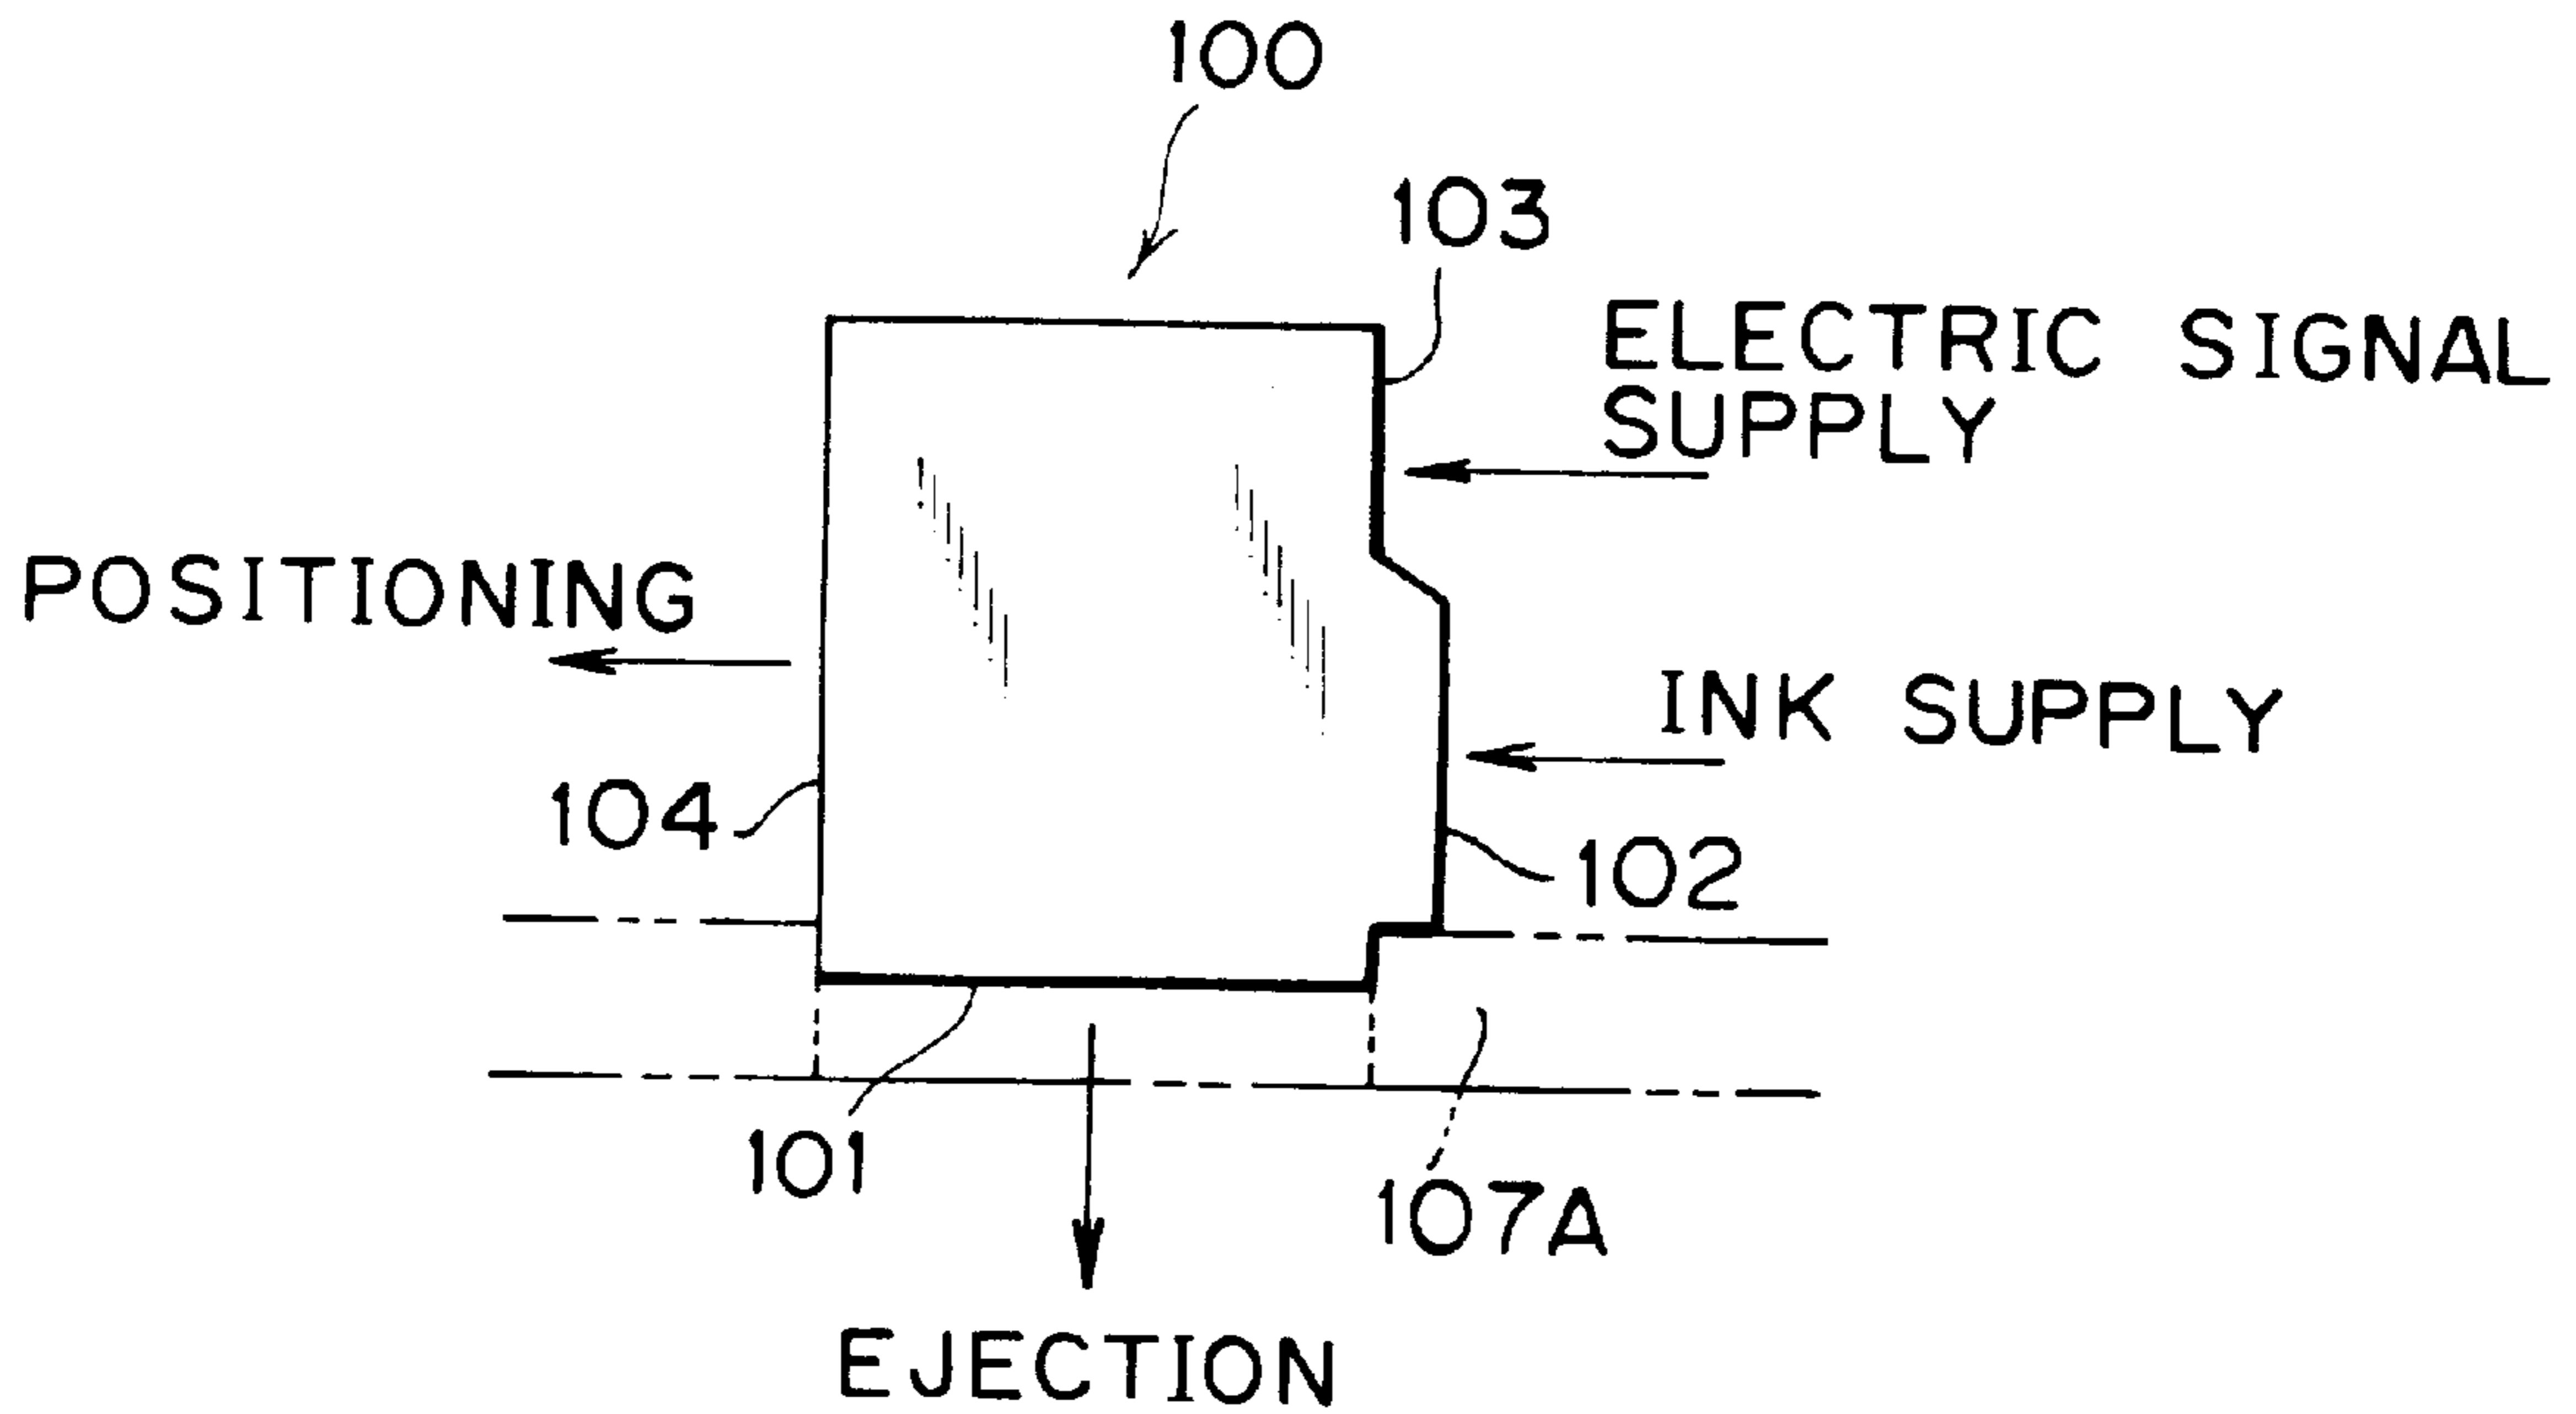 100
103
ELECTRIC SIGNAL
SUPPLY
POSITIONING
INK SUPPLY
104
102
101
107A
EJECTION